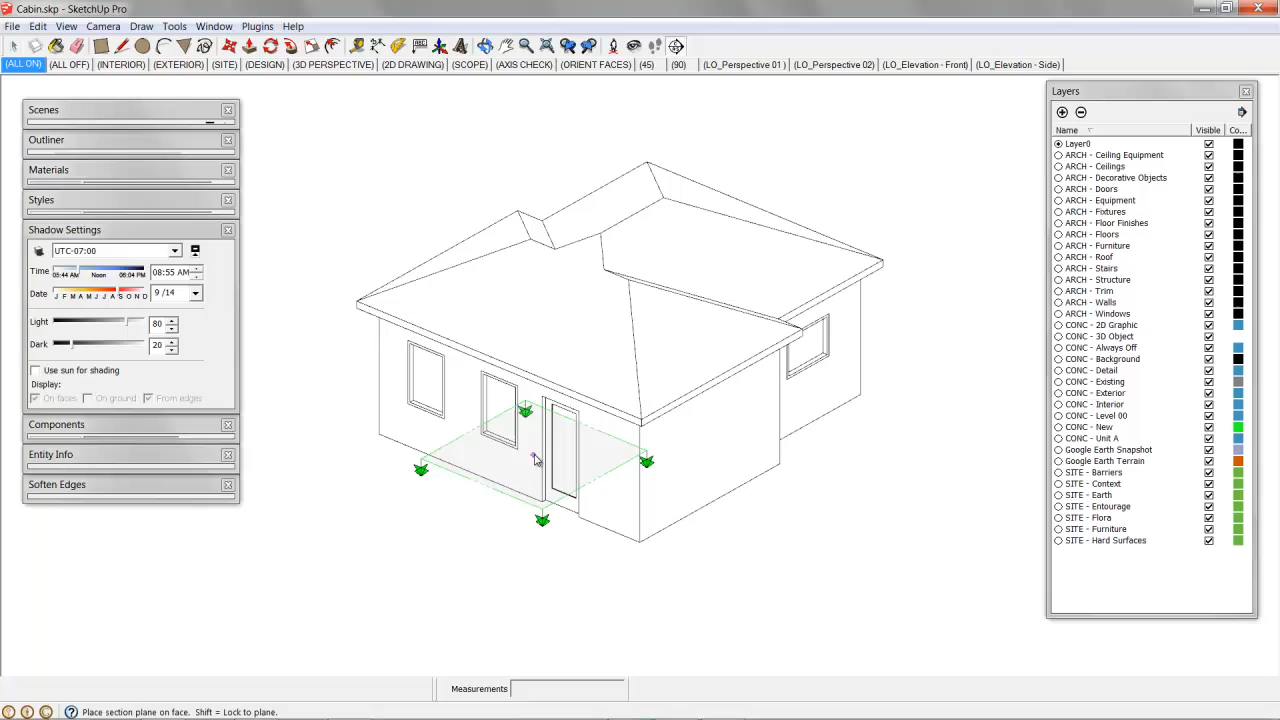 Cabin.skp - SketchUp Pro
File Edit View Camera Draw Tools Window Plugins Help
(ALL ON) (ALL OFF) (INTERIOR) (EXTERIOR) (SITE) (DESIGN) (3D PERSPECTIVE) (2D DRAWING) (SCOPE) (AXIS CHECK) (ORIENT FACES) (45) (90) (LO_Perspective 01) (LO_Perspective 02) (LO_Elevation - Front) (LO_Elevation - Side)
Scenes
Outliner
Materials
Styles
Shadow Settings
UTC-07:00
Time 05:44 AM Noon 06:04 PM 08:55 AM
Date J F M A M J J A S O N D 9 /14
Light 80
Dark 20
Use sun for shading
Display:
On faces On ground From edges
Components
Entity Info
Soften Edges
Layers
Name Visible Co...
Layer0
ARCH - Ceiling Equipment
ARCH - Ceilings
ARCH - Decorative Objects
ARCH - Doors
ARCH - Equipment
ARCH - Fixtures
ARCH - Floor Finishes
ARCH - Floors
ARCH - Furniture
ARCH - Roof
ARCH - Stairs
ARCH - Structure
ARCH - Trim
ARCH - Walls
ARCH - Windows
CONC - 2D Graphic
CONC - 3D Object
CONC - Always Off
CONC - Background
CONC - Detail
CONC - Existing
CONC - Exterior
CONC - Interior
CONC - Level 00
CONC - New
CONC - Unit A
Google Earth Snapshot
Google Earth Terrain
SITE - Barriers
SITE - Context
SITE - Earth
SITE - Entourage
SITE - Flora
SITE - Furniture
SITE - Hard Surfaces
Measurements
Place section plane on face. Shift = Lock to plane.